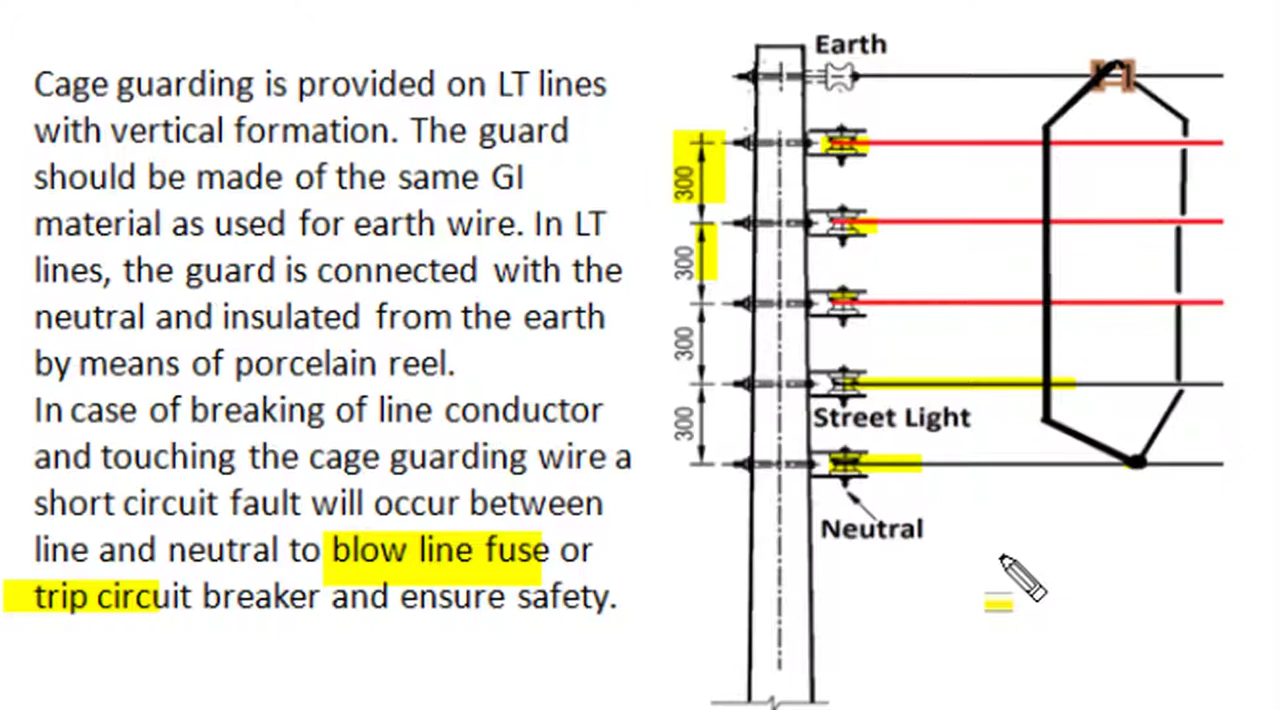 Cage guarding is provided on LT lines
with vertical formation. The guard
should be made of the same GI
material as used for earth wire. In LT
lines, the guard is connected with the
neutral and insulated from the earth
by means of porcelain reel.
In case of breaking of line conductor
and touching the cage guarding wire a
short circuit fault will occur between
line and neutral to blow line fuse or
trip circuit breaker and ensure safety.
Earth
300
300
300
300
Street Light
Neutral